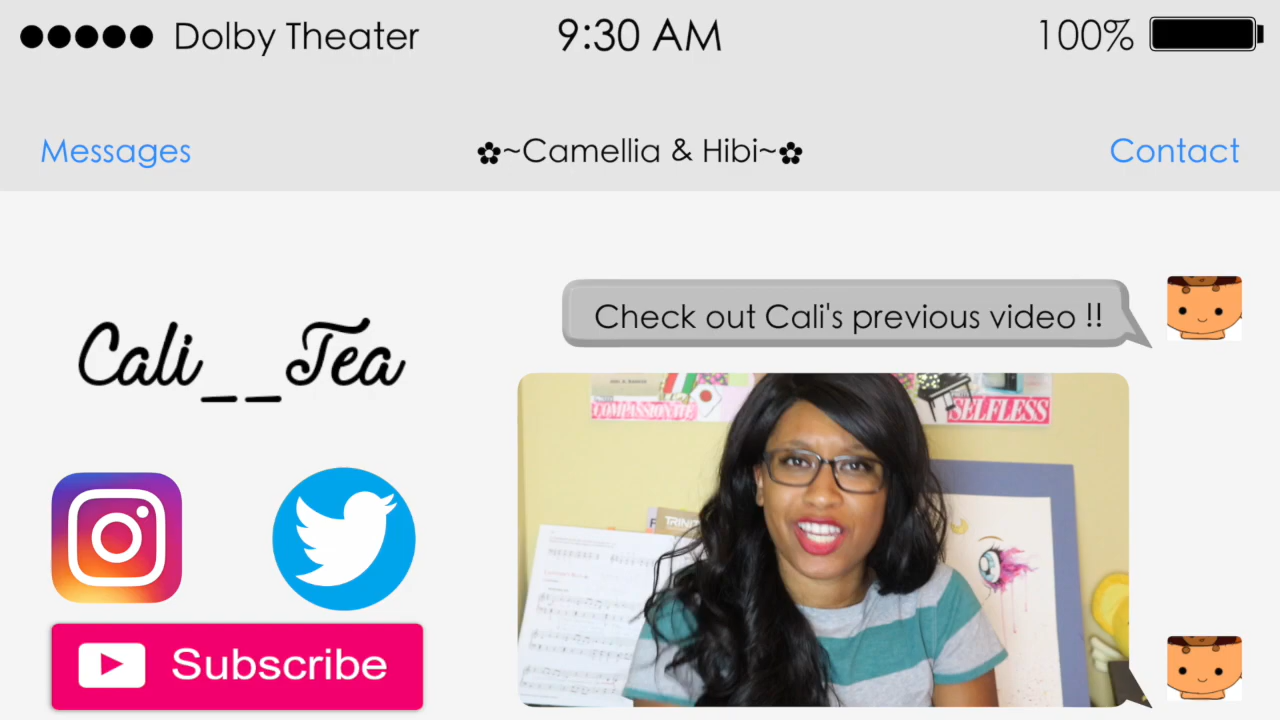 Dolby Theater
9:30 AM
100%
Messages
✿~Camellia & Hibi~✿
Contact
Check out Cali's previous video !!
Cali__Tea
COMPASSIONATE
SELFLESS
TRINIT
Subscribe